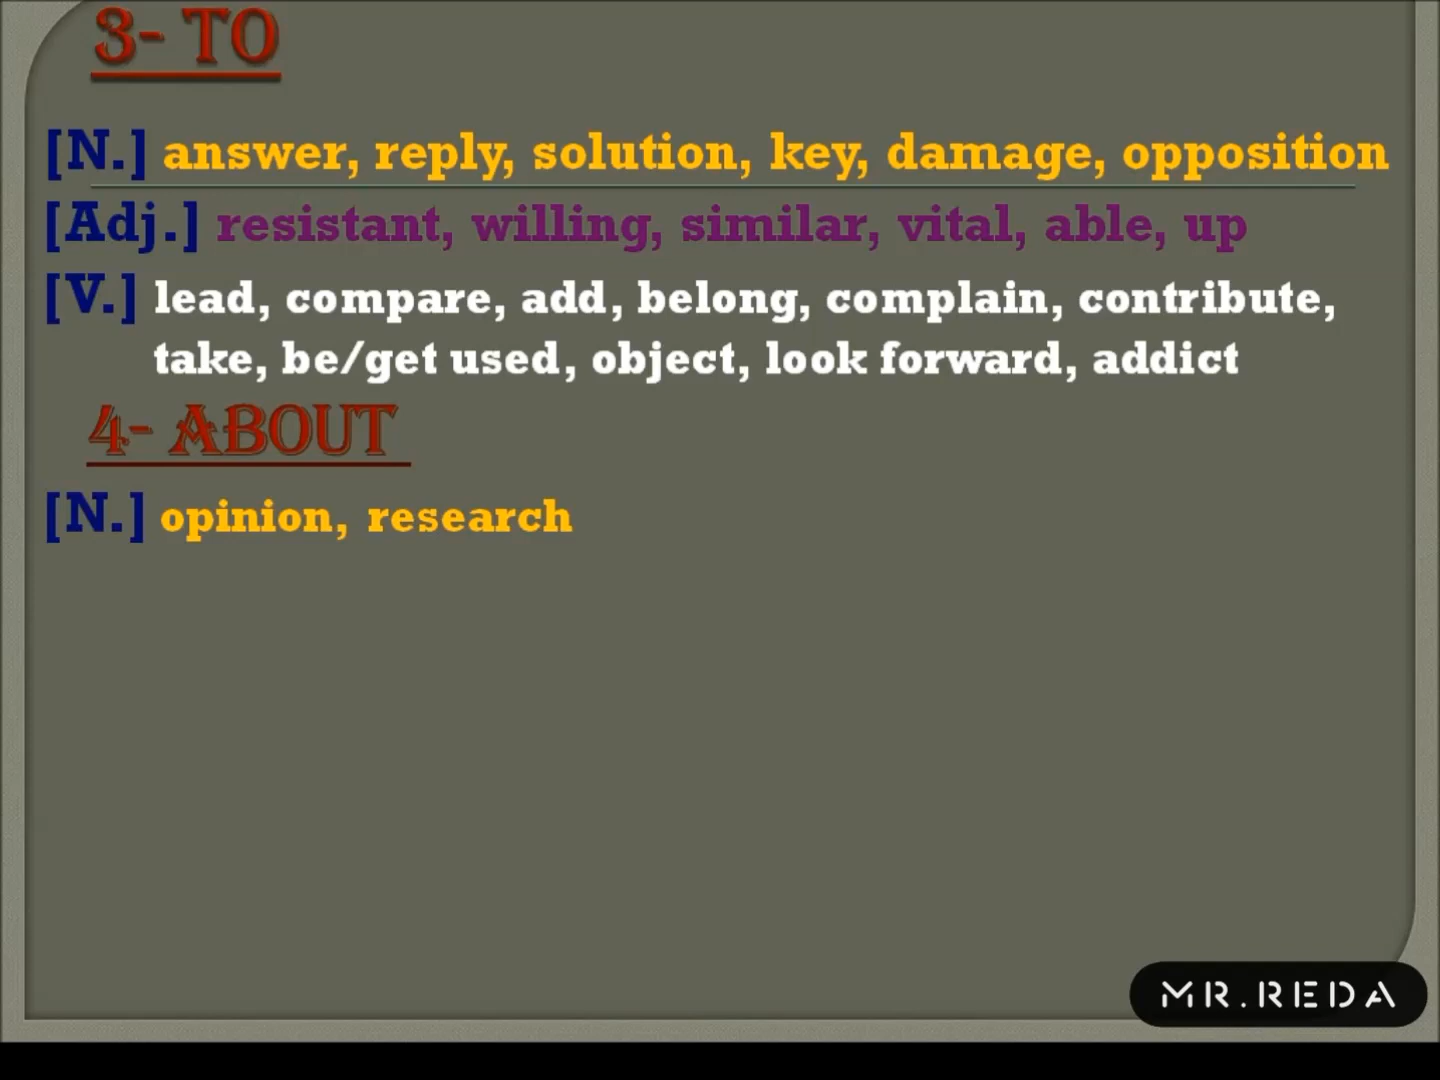 3- TO
[N.] answer, reply, solution, key, damage, opposition
[Adj.] resistant, willing, similar, vital, able, up
[V.] lead, compare, add, belong, complain, contribute,
take, be/get used, object, look forward, addict
4- ABOUT
[N.] opinion, research
MR.REDA